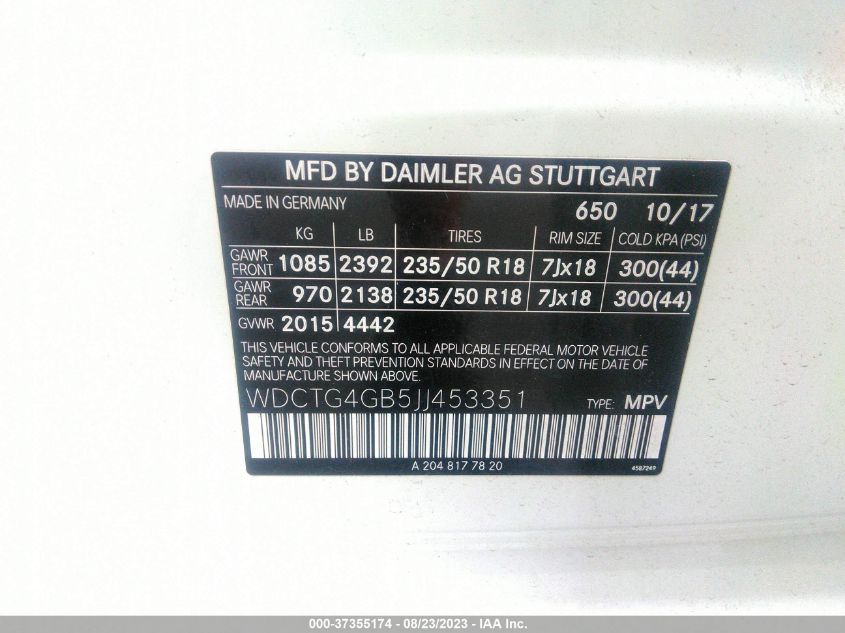 MFD BY DAIMLER AG STUTTGART
MADE IN GERMANY 650 10/17
KG LB TIRES RIM SIZE COLD KPA (PSI)
GAWR FRONT 1085 2392 235/50 R18 7Jx18 300(44)
GAWR REAR 970 2138 235/50 R18 7Jx18 300(44)
GVWR 2015 4442
THIS VEHICLE CONFORMS TO ALL APPLICABLE FEDERAL MOTOR VEHICLE
SAFETY AND THEFT PREVENTION STANDARDS IN EFFECT ON THE DATE OF
MANUFACTURE SHOWN ABOVE.
WDCTG4GB5JJ453351 TYPE: MPV
A 204 817 78 20 4587249
000-37355174 - 08/23/2023 - IAA Inc.